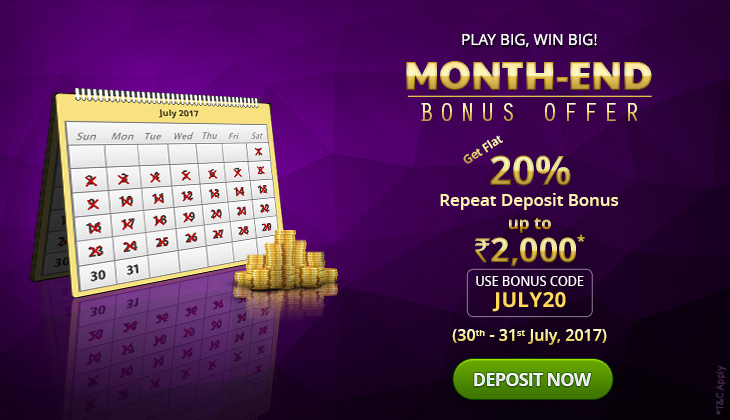 PLAY BIG, WIN BIG!
MONTH-END
BONUS OFFER
Get Flat
20%
Repeat Deposit Bonus
up to
₹2,000*
USE BONUS CODE
JULY20
(30th - 31st July, 2017)
DEPOSIT NOW
*T&C Apply
July 2017
Sun Mon Tue Wed Thu Fri Sat
1
2 3 4 5 6 7 8
9 10 11 12 13 14 15
16 17 18 19 20 21 22
23 24 25 26 27 28 29
30 31